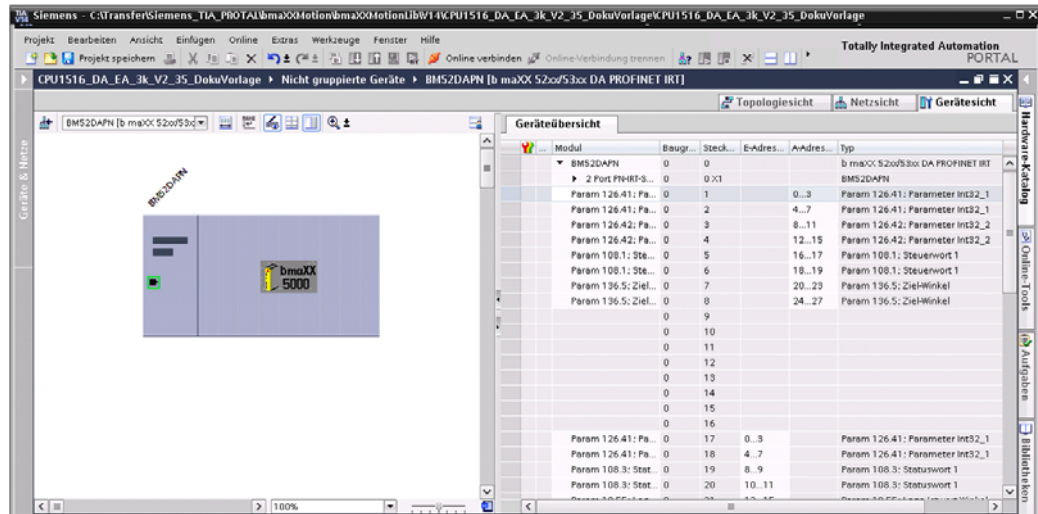 Siemens - C:\Transfer\Siemens_TIA_PROTAL\bmaXXMotion\bmaXXMotionLib\V14\CPU1516_DA_EA_3k_V2_35_DokuVorlage\CPU1516_DA_EA_3k_V2_35_DokuVorlage
Projekt Bearbeiten Ansicht Einfügen Online Extras Werkzeuge Fenster Hilfe
Totally Integrated Automation
PORTAL
Projekt speichern Online verbinden Online-Verbindung trennen
CPU1516_DA_EA_3k_V2_35_DokuVorlage ▸ Nicht gruppierte Geräte ▸ BM52DAPN [b maXX 52xx/53xx DA PROFINET IRT]
Topologiesicht Netzsicht Gerätesicht
BM52DAPN [b maXX 52xx/53x
Geräteübersicht
Geräte & Netze
BM52DAPN
bmaXX
5000
100%
... Modul Baugr... Steck... E-Adres... A-Adres... Typ
BM52DAPN 0 0 b maXX 52xx/53xx DA PROFINET IRT
2 Port PN-IRT-S... 0 0 X1 BM52DAPN
Param 126.41: Pa... 0 1 0...3 Param 126.41: Parameter Int32_1
Param 126.41: Pa... 0 2 4...7 Param 126.41: Parameter Int32_1
Param 126.42: Pa... 0 3 8...11 Param 126.42: Parameter Int32_2
Param 126.42: Pa... 0 4 12...15 Param 126.42: Parameter Int32_2
Param 108.1: Ste... 0 5 16...17 Param 108.1: Steuerwort 1
Param 108.1: Ste... 0 6 18...19 Param 108.1: Steuerwort 1
Param 136.5: Ziel... 0 7 20...23 Param 136.5: Ziel-Winkel
Param 136.5: Ziel... 0 8 24...27 Param 136.5: Ziel-Winkel
0 9
0 10
0 11
0 12
0 13
0 14
0 15
0 16
Param 126.41: Pa... 0 17 0...3 Param 126.41: Parameter Int32_1
Param 126.41: Pa... 0 18 4...7 Param 126.41: Parameter Int32_1
Param 108.3: Stat... 0 19 8...9 Param 108.3: Statuswort 1
Param 108.3: Stat... 0 20 10...11 Param 108.3: Statuswort 1
Hardware-Katalog
Online-Tools
Aufgaben
Bibliotheken